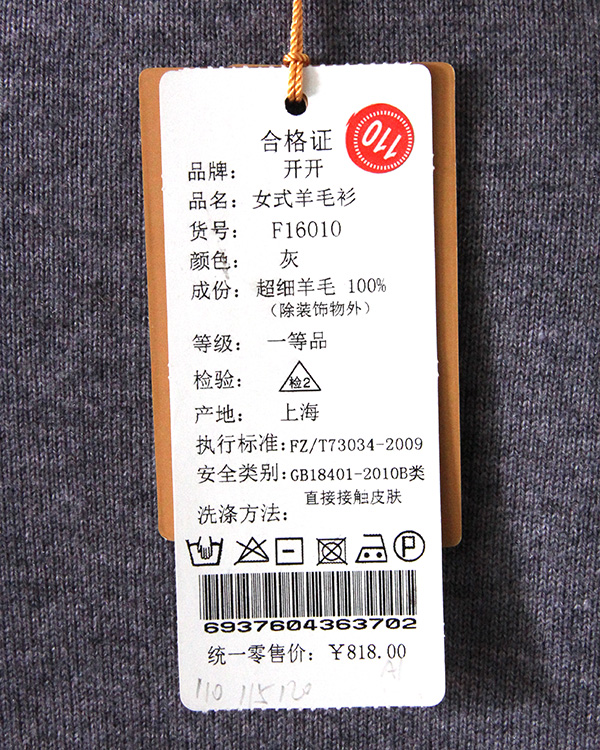 110
合格证
品牌: 开开
品名: 女式羊毛衫
货号: F16010
颜色: 灰
成份: 超细羊毛 100%
(除装饰物外)
等级: 一等品
检验: 检2
产地: 上海
执行标准:FZ/T73034-2009
安全类别:GB18401-2010B类
直接接触皮肤
洗涤方法:
P
6937604363702
统一零售价: ¥818.00
110 115 120